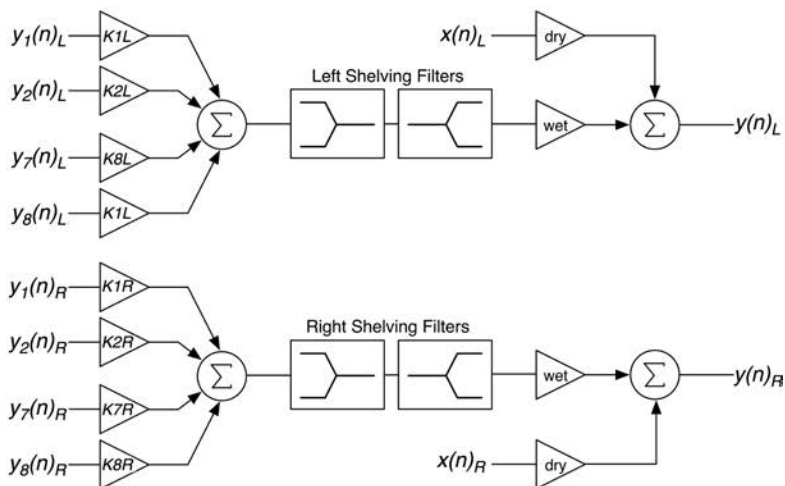 y1(n)L K1L x(n)L dry
y2(n)L K2L Left Shelving Filters
Σ wet Σ y(n)L
y7(n)L K8L
y8(n)L K1L
y1(n)R K1R
y2(n)R K2R Right Shelving Filters
Σ wet Σ y(n)R
y7(n)R K7R
y8(n)R K8R x(n)R dry